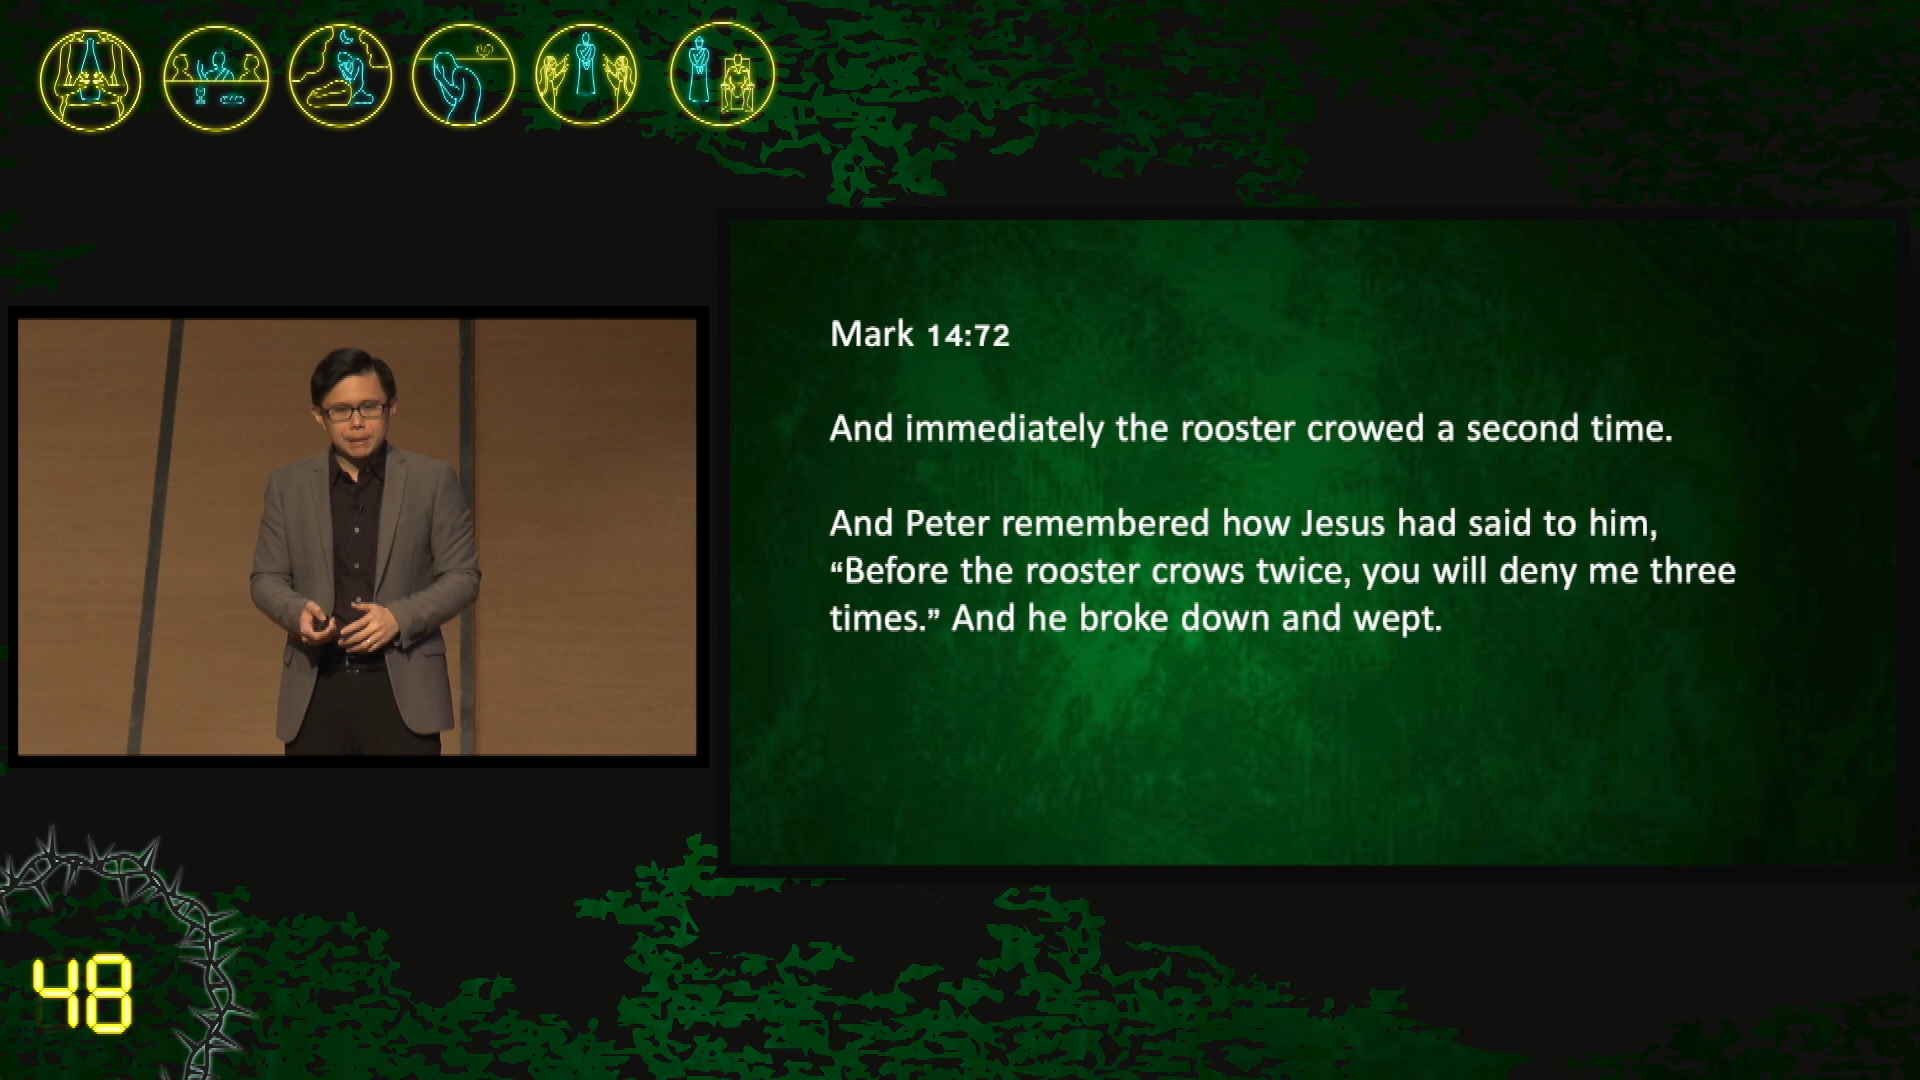 Mark 14:72
And immediately the rooster crowed a second time.
And Peter remembered how Jesus had said to him,
“Before the rooster crows twice, you will deny me three
times.” And he broke down and wept.
48